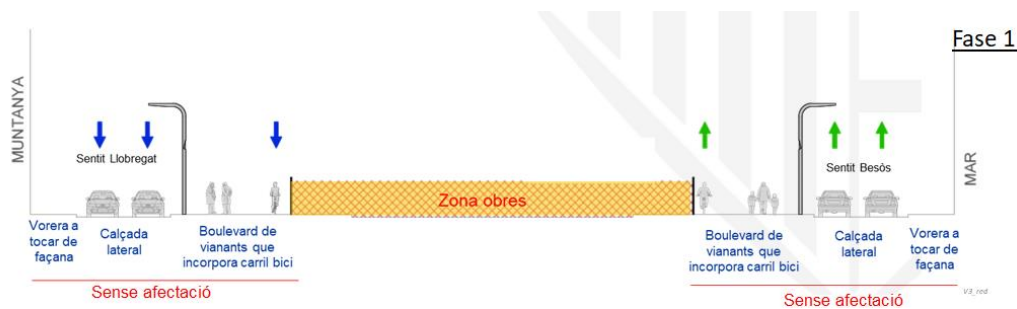 Fase 1
MUNTANYA
Sentit Llobregat
Sentit Besòs
MAR
Zona obres
Vorera a
tocar de
façana
Calçada
lateral
Boulevard de
vianants que
incorpora carril bici
Boulevard de
vianants que
incorpora carril bici
Calçada
lateral
Vorera a
tocar de
façana
Sense afectació
Sense afectació
V3_red